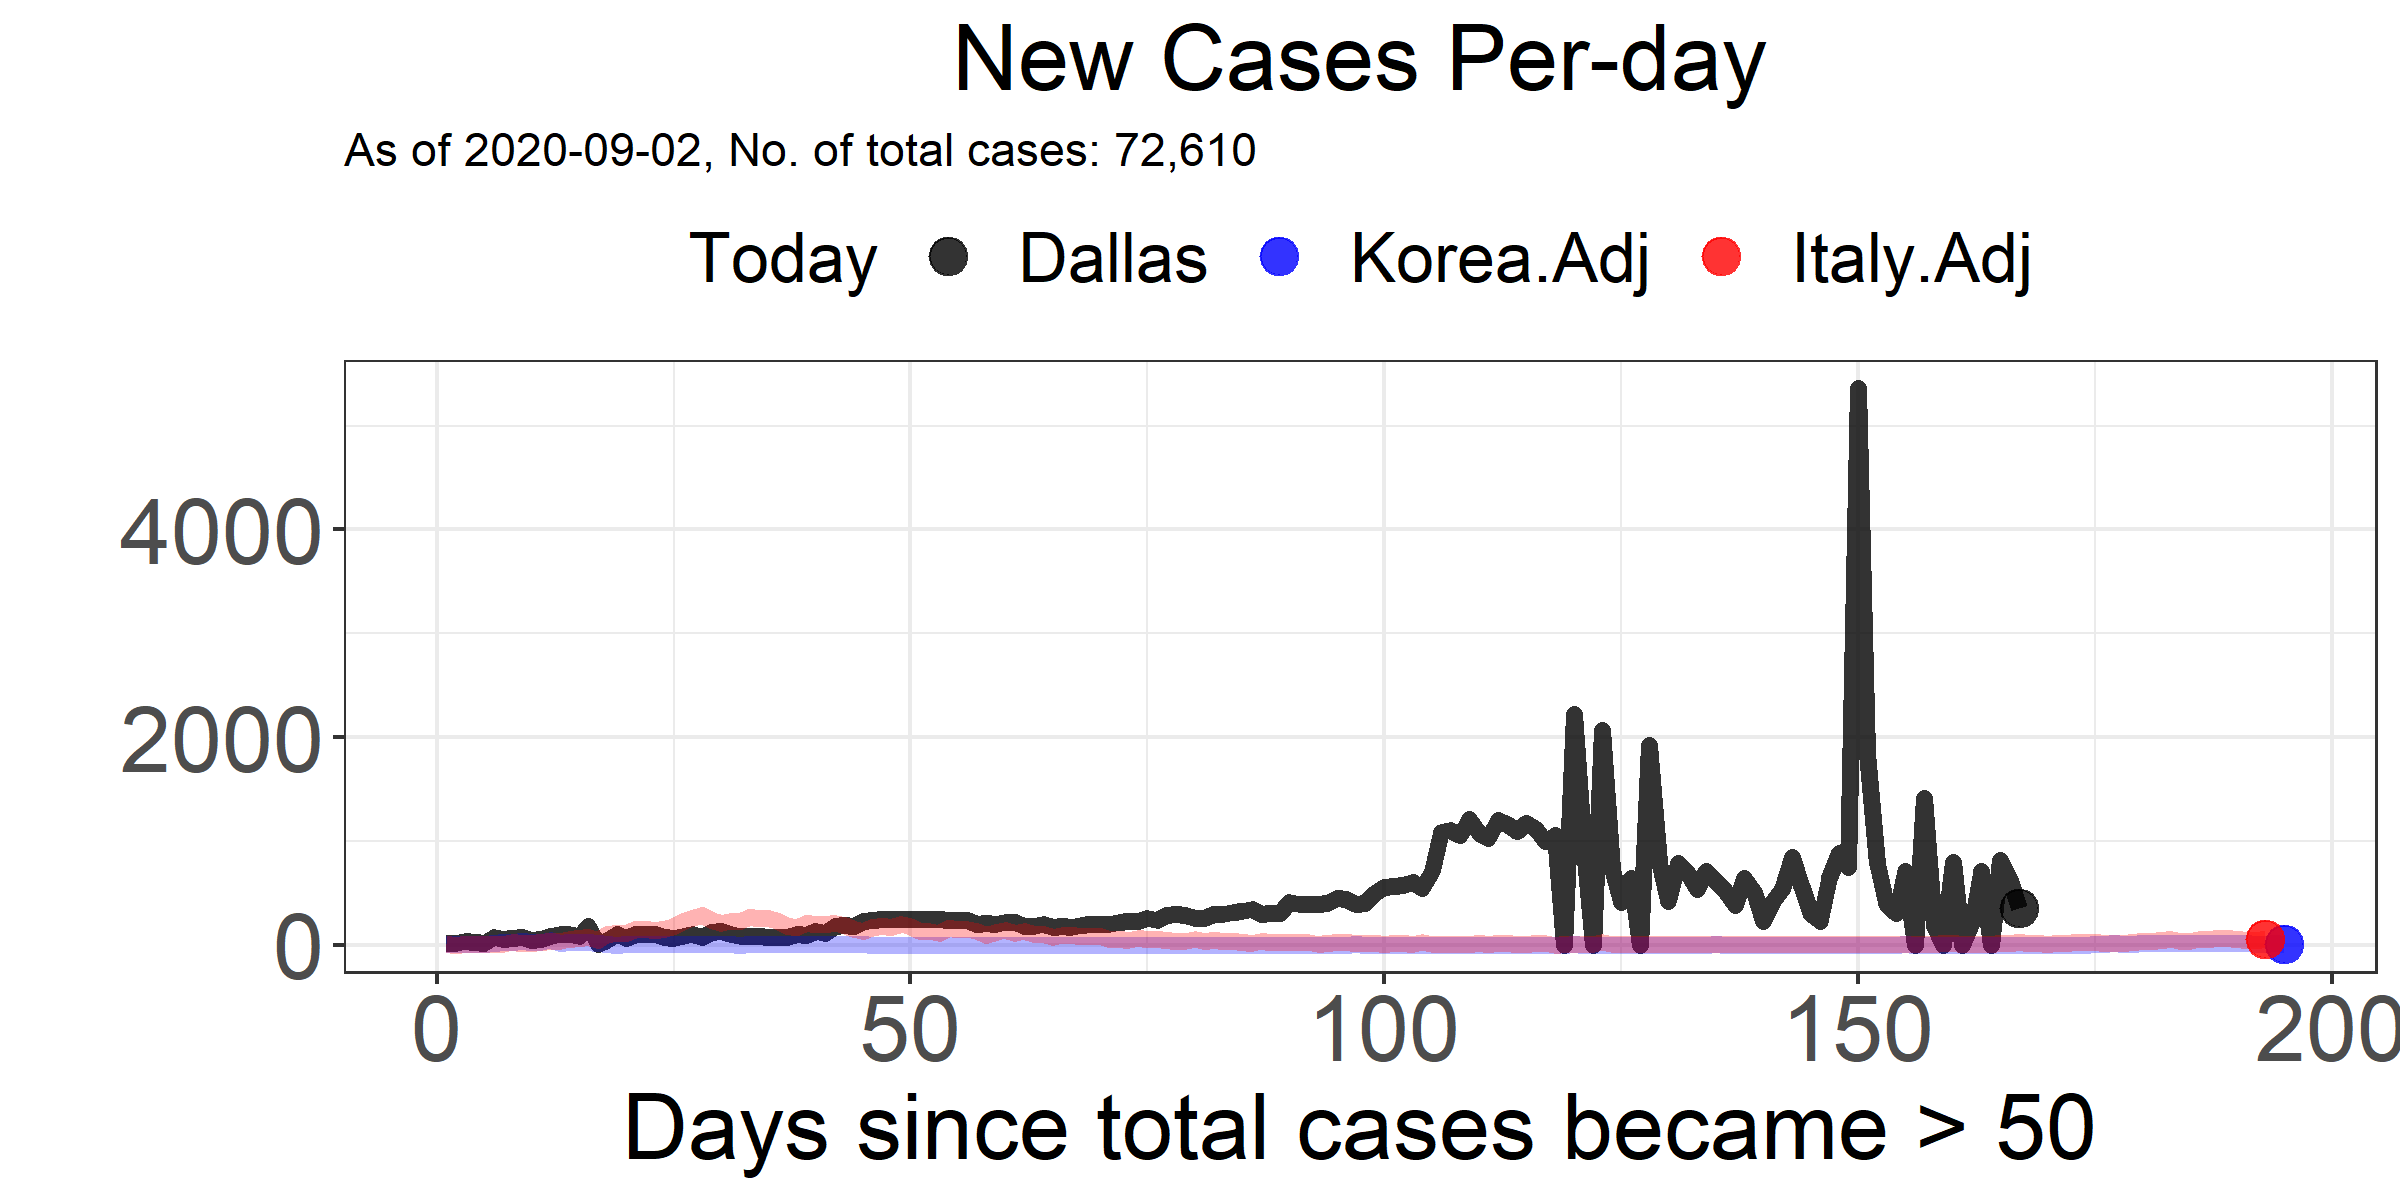 New Cases Per-day
As of 2020-09-02, No. of total cases: 72,610
Today Dallas Korea.Adj Italy.Adj
4000
2000
0
0 50 100 150 200
Days since total cases became > 50